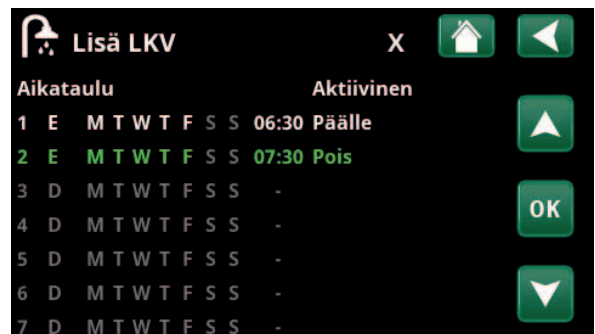 Lisä LKV X
Aikataulu Aktiivinen
1 E M T W T F S S 06:30 Päälle
2 E M T W T F S S 07:30 Pois
3 D M T W T F S S -
4 D M T W T F S S -
OK
5 D M T W T F S S -
6 D M T W T F S S -
7 D M T W T F S S -